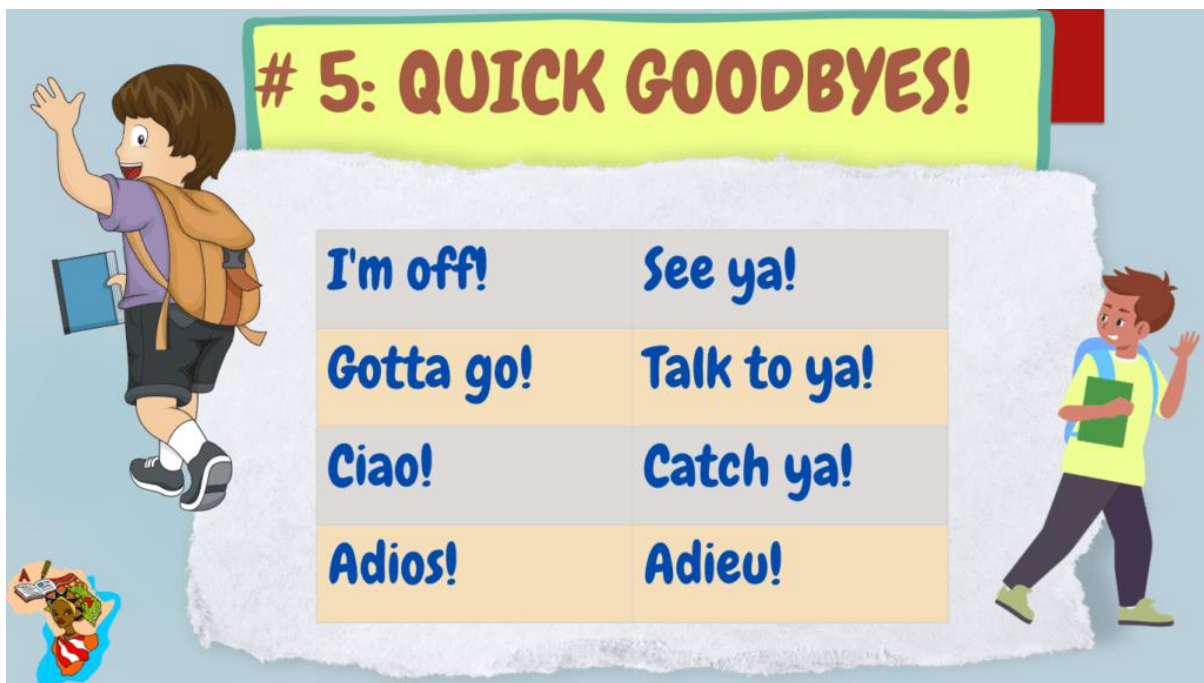 # 5: QUICK GOODBYES!
I'm off! See ya!
Gotta go! Talk to ya!
Ciao! Catch ya!
Adios! Adieu!
A